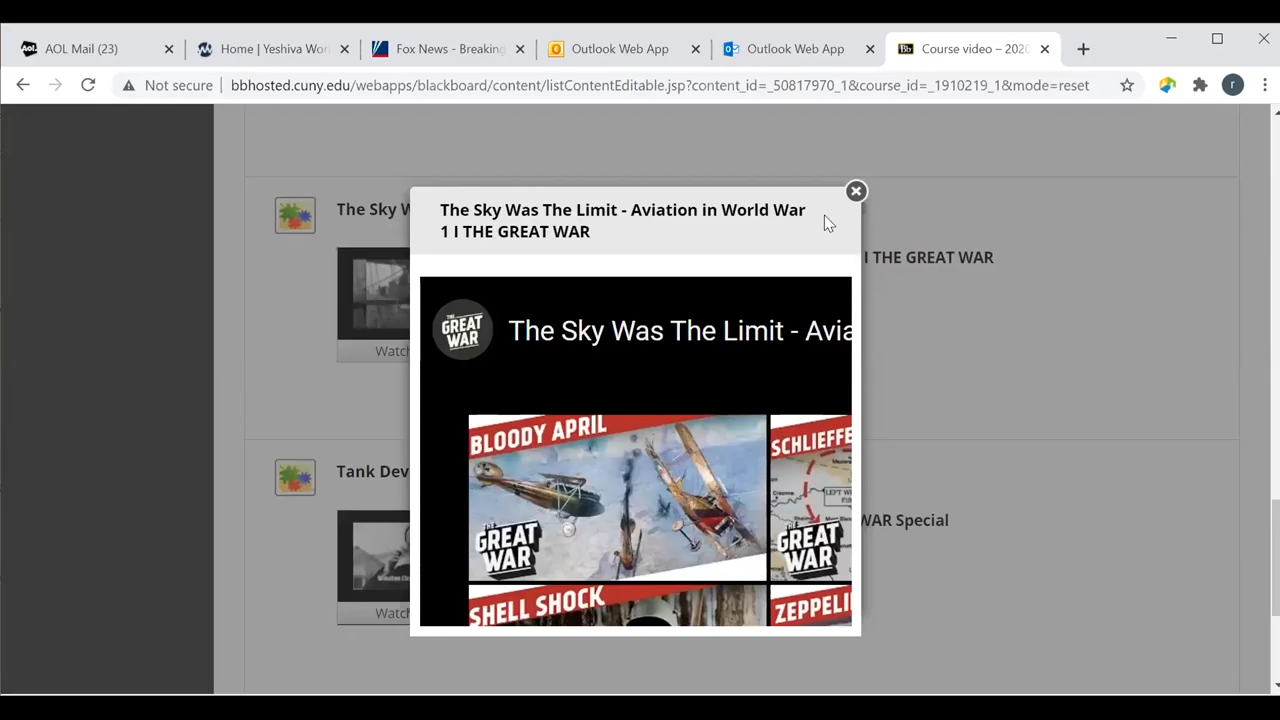 AOL Mail (23)
Home | Yeshiva Wor
Fox News - Breaking
Outlook Web App
Outlook Web App
Course video – 2020
Not secure
bbhosted.cuny.edu/webapps/blackboard/content/listContentEditable.jsp?content_id=_50817970_1&course_id=_1910219_1&mode=reset
r
The Sky W
The Sky Was The Limit - Aviation in World War
1 I THE GREAT WAR
I THE GREAT WAR
THE GREAT WAR
The Sky Was The Limit - Avia
Watc
BLOODY APRIL
SCHLIEFFE
Tank Dev
WAR Special
THE GREAT WAR
THE GREAT WAR
Watc
SHELL SHOCK
ZEPPELI